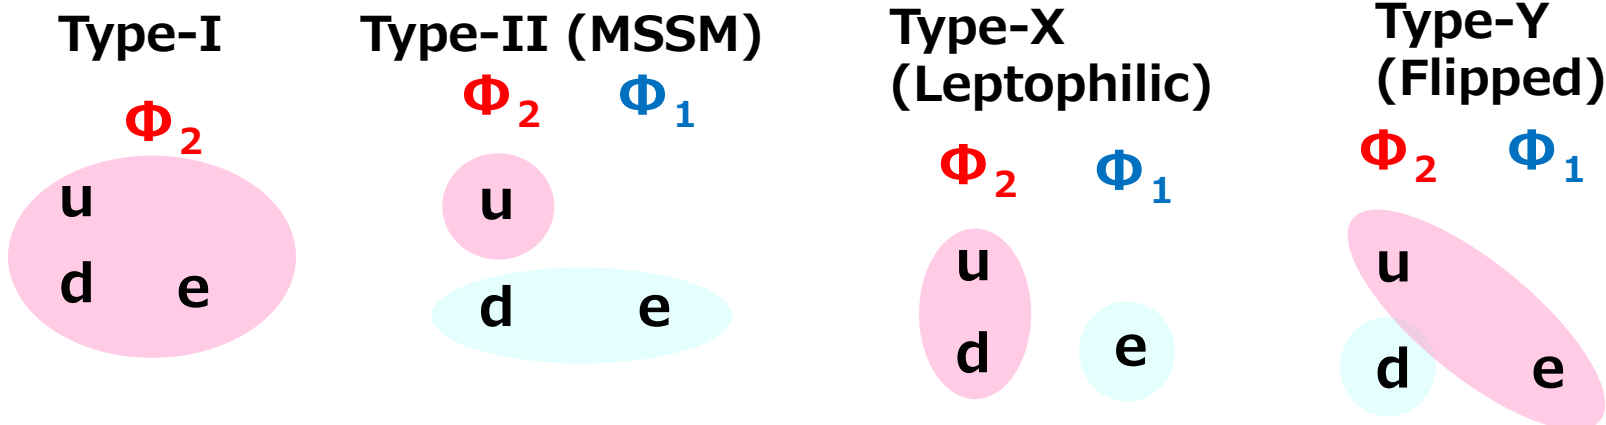 Type-I
Φ2
u
d e
Type-II (MSSM)
Φ2 Φ1
u
d e
Type-X
(Leptophilic)
Φ2 Φ1
u
d e
Type-Y
(Flipped)
Φ2 Φ1
u
d e